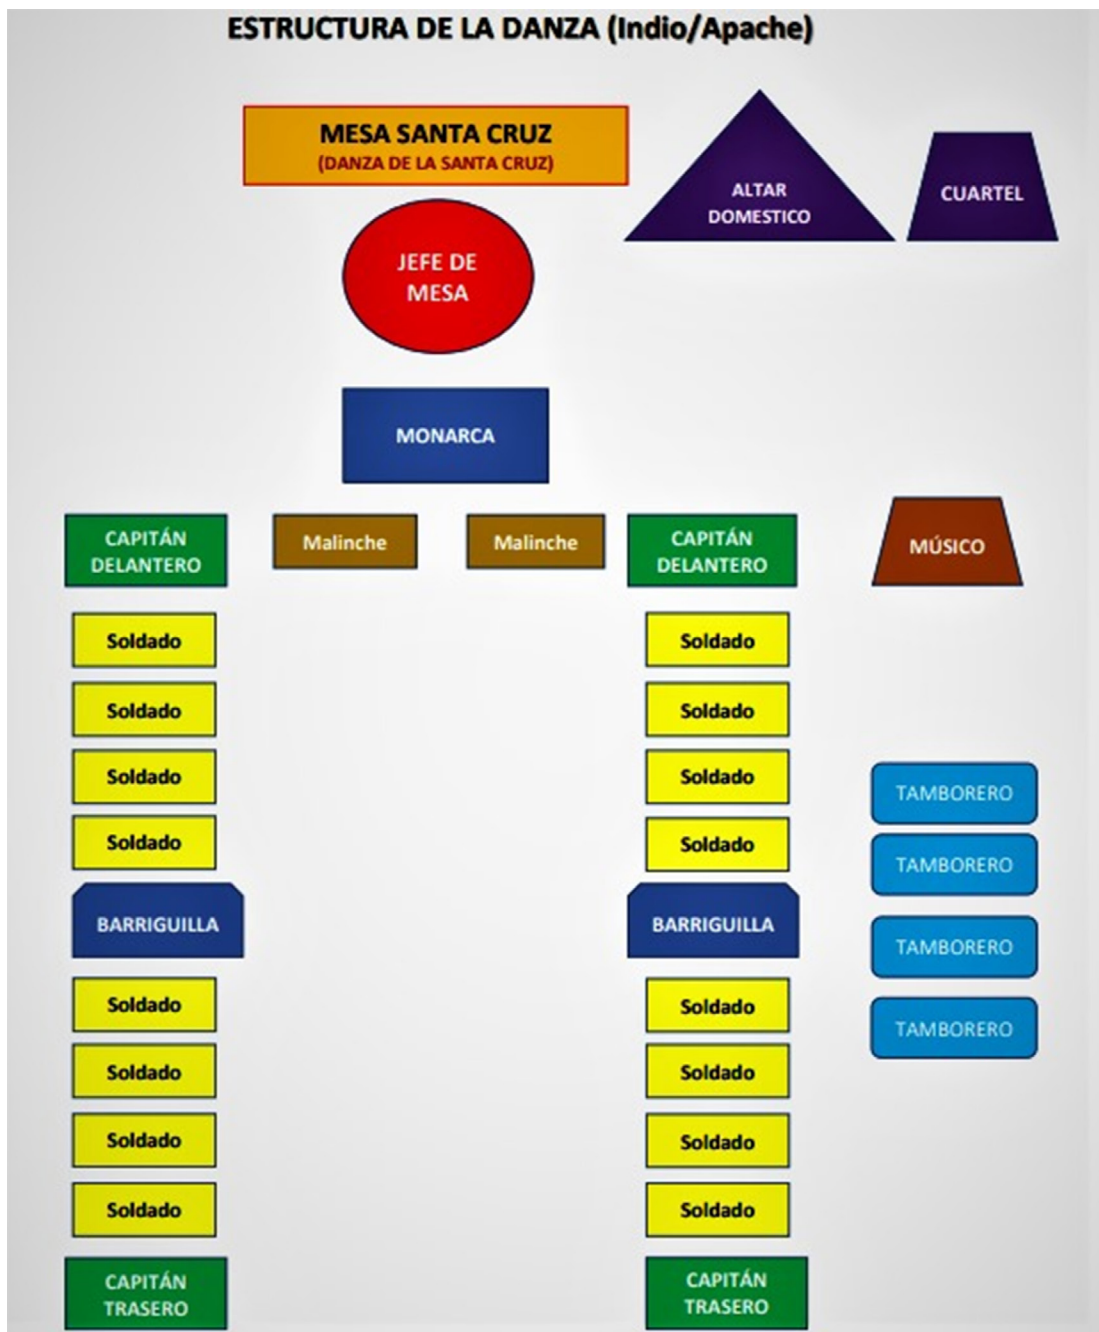 ESTRUCTURA DE LA DANZA (Indio/Apache)
MESA SANTA CRUZ
(DANZA DE LA SANTA CRUZ)
ALTAR
DOMESTICO
CUARTEL
JEFE DE
MESA
MONARCA
CAPITÁN
DELANTERO
Malinche
Malinche
CAPITÁN
DELANTERO
MÚSICO
Soldado
Soldado
Soldado
Soldado
Soldado
Soldado
Soldado
Soldado
TAMBORERO
TAMBORERO
BARRIGUILLA
BARRIGUILLA
TAMBORERO
Soldado
Soldado
TAMBORERO
Soldado
Soldado
Soldado
Soldado
Soldado
Soldado
CAPITÁN
TRASERO
CAPITÁN
TRASERO